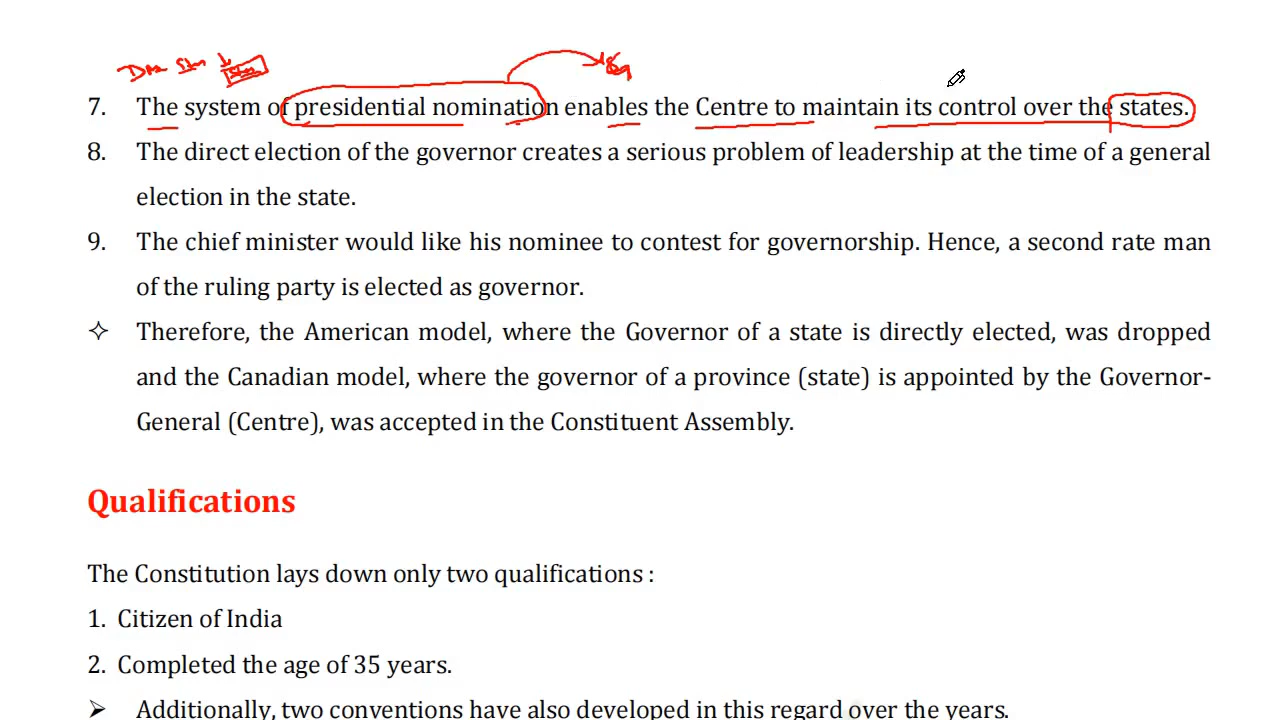 7. The system of presidential nomination enables the Centre to maintain its control over the states.
8. The direct election of the governor creates a serious problem of leadership at the time of a general
election in the state.
9. The chief minister would like his nominee to contest for governorship. Hence, a second rate man
of the ruling party is elected as governor.
✧ Therefore, the American model, where the Governor of a state is directly elected, was dropped
and the Canadian model, where the governor of a province (state) is appointed by the Governor-
General (Centre), was accepted in the Constituent Assembly.
Qualifications
The Constitution lays down only two qualifications :
1. Citizen of India
2. Completed the age of 35 years.
➢ Additionally, two conventions have also developed in this regard over the years.